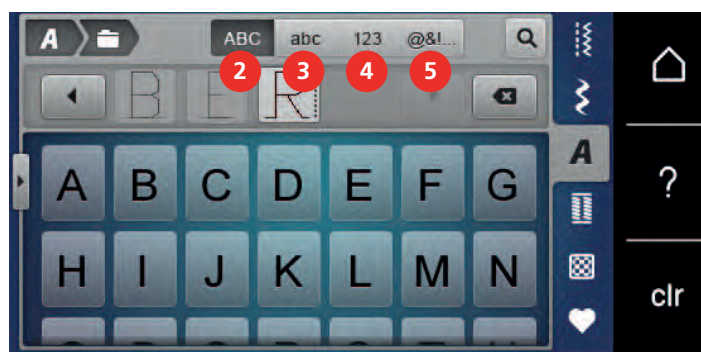 A ABC abc 123 @&!...
2 3 4 5
B E R
A
A B C D E F G
?
H I J K L M N
clr